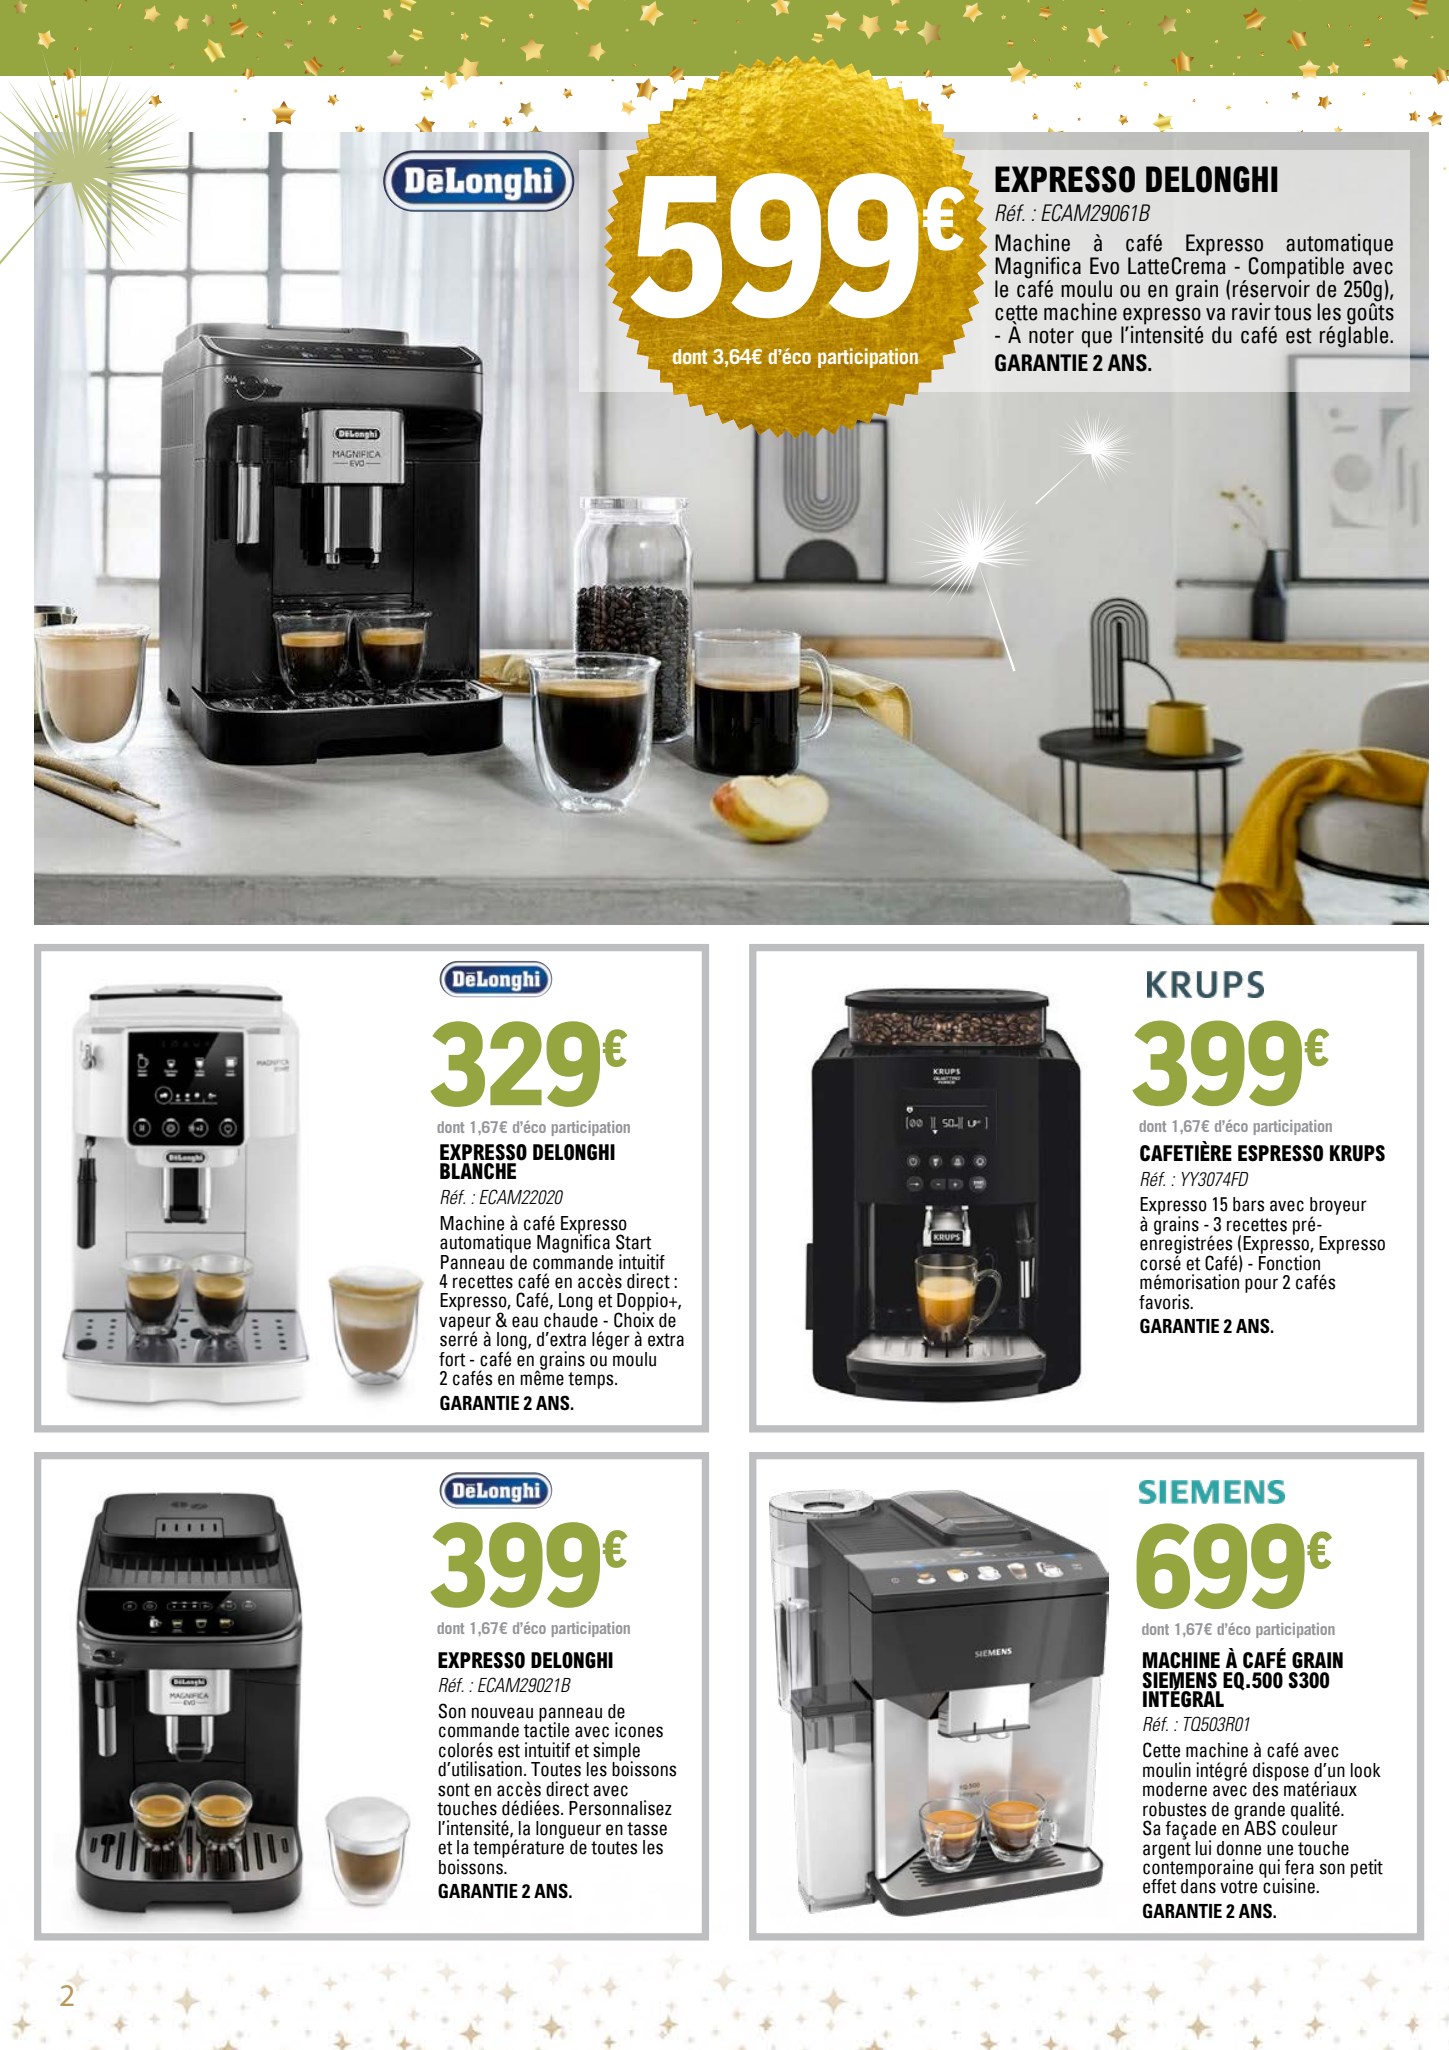 DēLonghi
599€
dont 3,64€ d'éco participation
EXPRESSO DELONGHI
Réf. : ECAM29061B
Machine à café Expresso automatique
Magnifica Evo LatteCrema - Compatible avec
le café moulu ou en grain (réservoir de 250g),
cette machine expresso va ravir tous les goûts
- À noter que l'intensité du café est réglable.
GARANTIE 2 ANS.
DēLonghi
MAGNIFICA
EVO
DēLonghi
329€
dont 1,67€ d'éco participation
EXPRESSO DELONGHI
BLANCHE
Réf. : ECAM22020
Machine à café Expresso
automatique Magnifica Start
Panneau de commande intuitif
4 recettes café en accès direct :
Expresso, Café, Long et Doppio+,
vapeur & eau chaude - Choix de
serré à long, d'extra léger à extra
fort - café en grains ou moulu
2 cafés en même temps.
GARANTIE 2 ANS.
DēLonghi
KRUPS
399€
dont 1,67€ d'éco participation
CAFETIÈRE ESPRESSO KRUPS
Réf. : YY3074FD
Expresso 15 bars avec broyeur
à grains - 3 recettes pré-
enregistrées (Expresso, Expresso
corsé et Café) - Fonction
mémorisation pour 2 cafés
favoris.
GARANTIE 2 ANS.
KRUPS
KRUPS
DēLonghi
399€
dont 1,67€ d'éco participation
EXPRESSO DELONGHI
Réf. : ECAM29021B
Son nouveau panneau de
commande tactile avec icones
colorés est intuitif et simple
d'utilisation. Toutes les boissons
sont en accès direct avec
touches dédiées. Personnalisez
l'intensité, la longueur en tasse
et la température de toutes les
boissons.
GARANTIE 2 ANS.
DēLonghi
MAGNIFICA
EVO
SIEMENS
699€
dont 1,67€ d'éco participation
MACHINE À CAFÉ GRAIN
SIEMENS EQ.500 S300
INTÉGRAL
Réf. : TQ503R01
Cette machine à café avec
moulin intégré dispose d'un look
moderne avec des matériaux
robustes de grande qualité.
Sa façade en ABS couleur
argent lui donne une touche
contemporaine qui fera son petit
effet dans votre cuisine.
GARANTIE 2 ANS.
SIEMENS
EQ.500
2